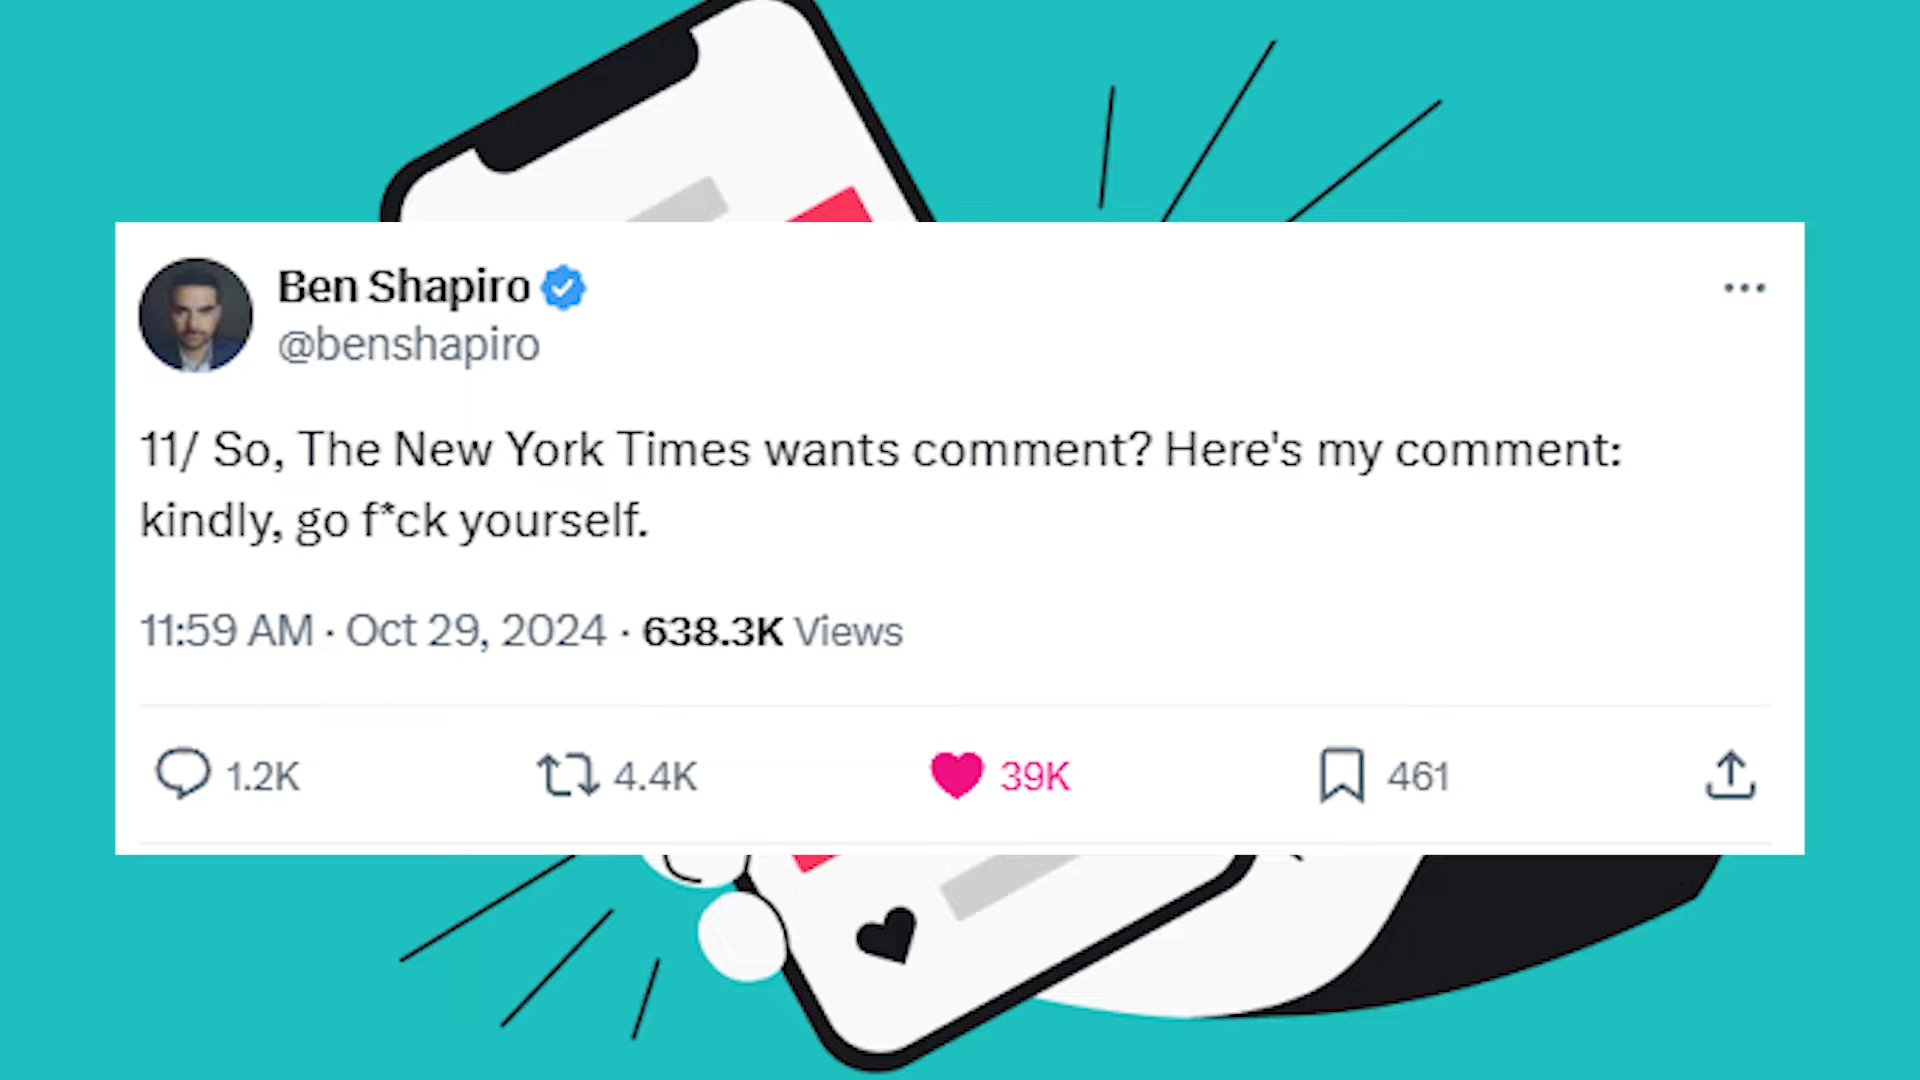 Ben Shapiro
@benshapiro
11/ So, The New York Times wants comment? Here's my comment:
kindly, go f*ck yourself.
11:59 AM · Oct 29, 2024 · 638.3K Views
1.2K 4.4K 39K 461